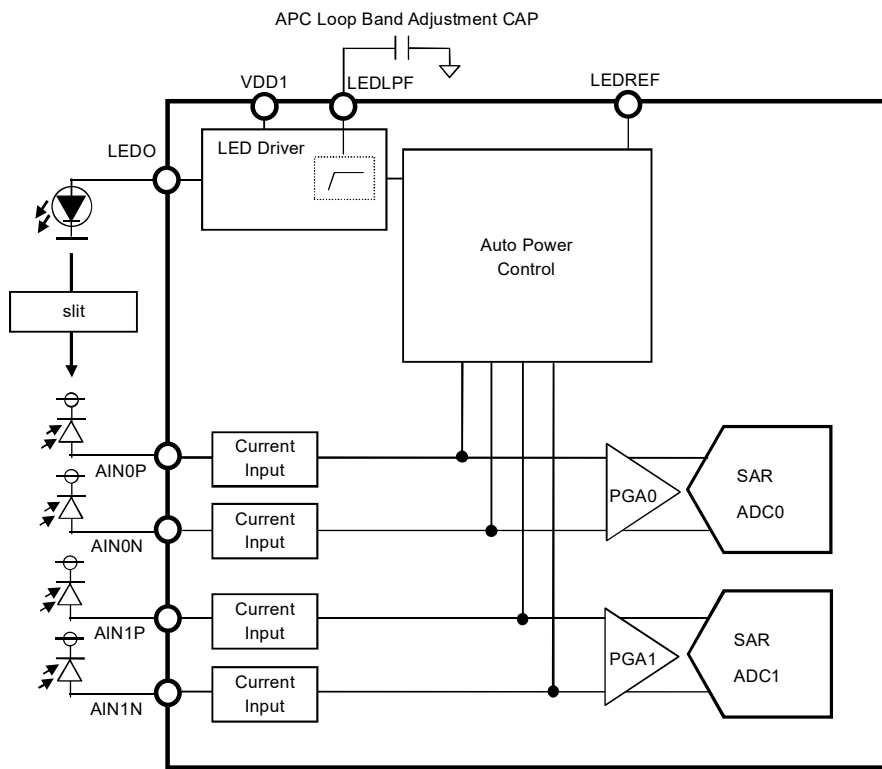 APC Loop Band Adjustment CAP
VDD1
LEDLPF
LEDREF
LEDO
LED Driver
Auto Power
Control
slit
AIN0P
Current
Input
PGA0
SAR
ADC0
AIN0N
Current
Input
AIN1P
Current
Input
PGA1
SAR
ADC1
AIN1N
Current
Input